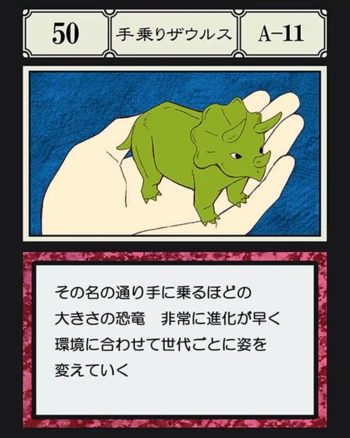 50 手乗りザウルス A-11
その名の通り手に乗るほどの
大きさの恐竜　非常に進化が早く
環境に合わせて世代ごとに姿を
変えていく